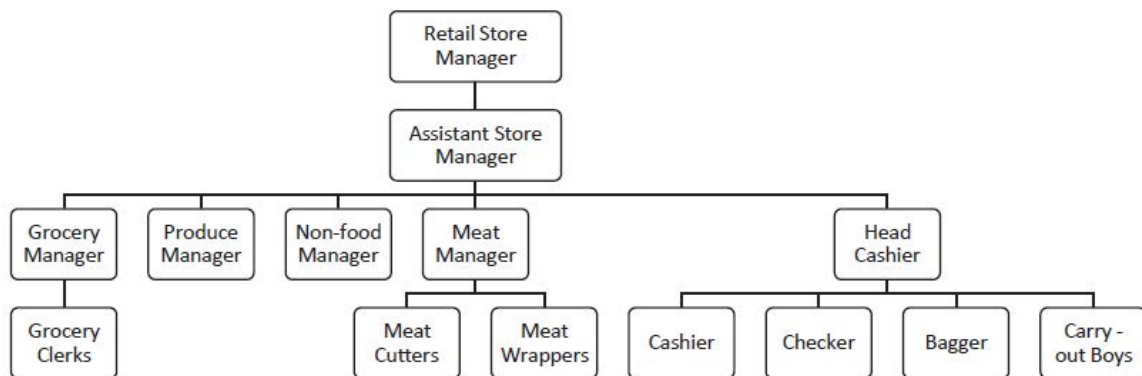 Retail Store
Manager
Assistant Store
Manager
Grocery
Manager
Produce
Manager
Non-food
Manager
Meat
Manager
Head
Cashier
Grocery
Clerks
Meat
Cutters
Meat
Wrappers
Cashier
Checker
Bagger
Carry -
out Boys